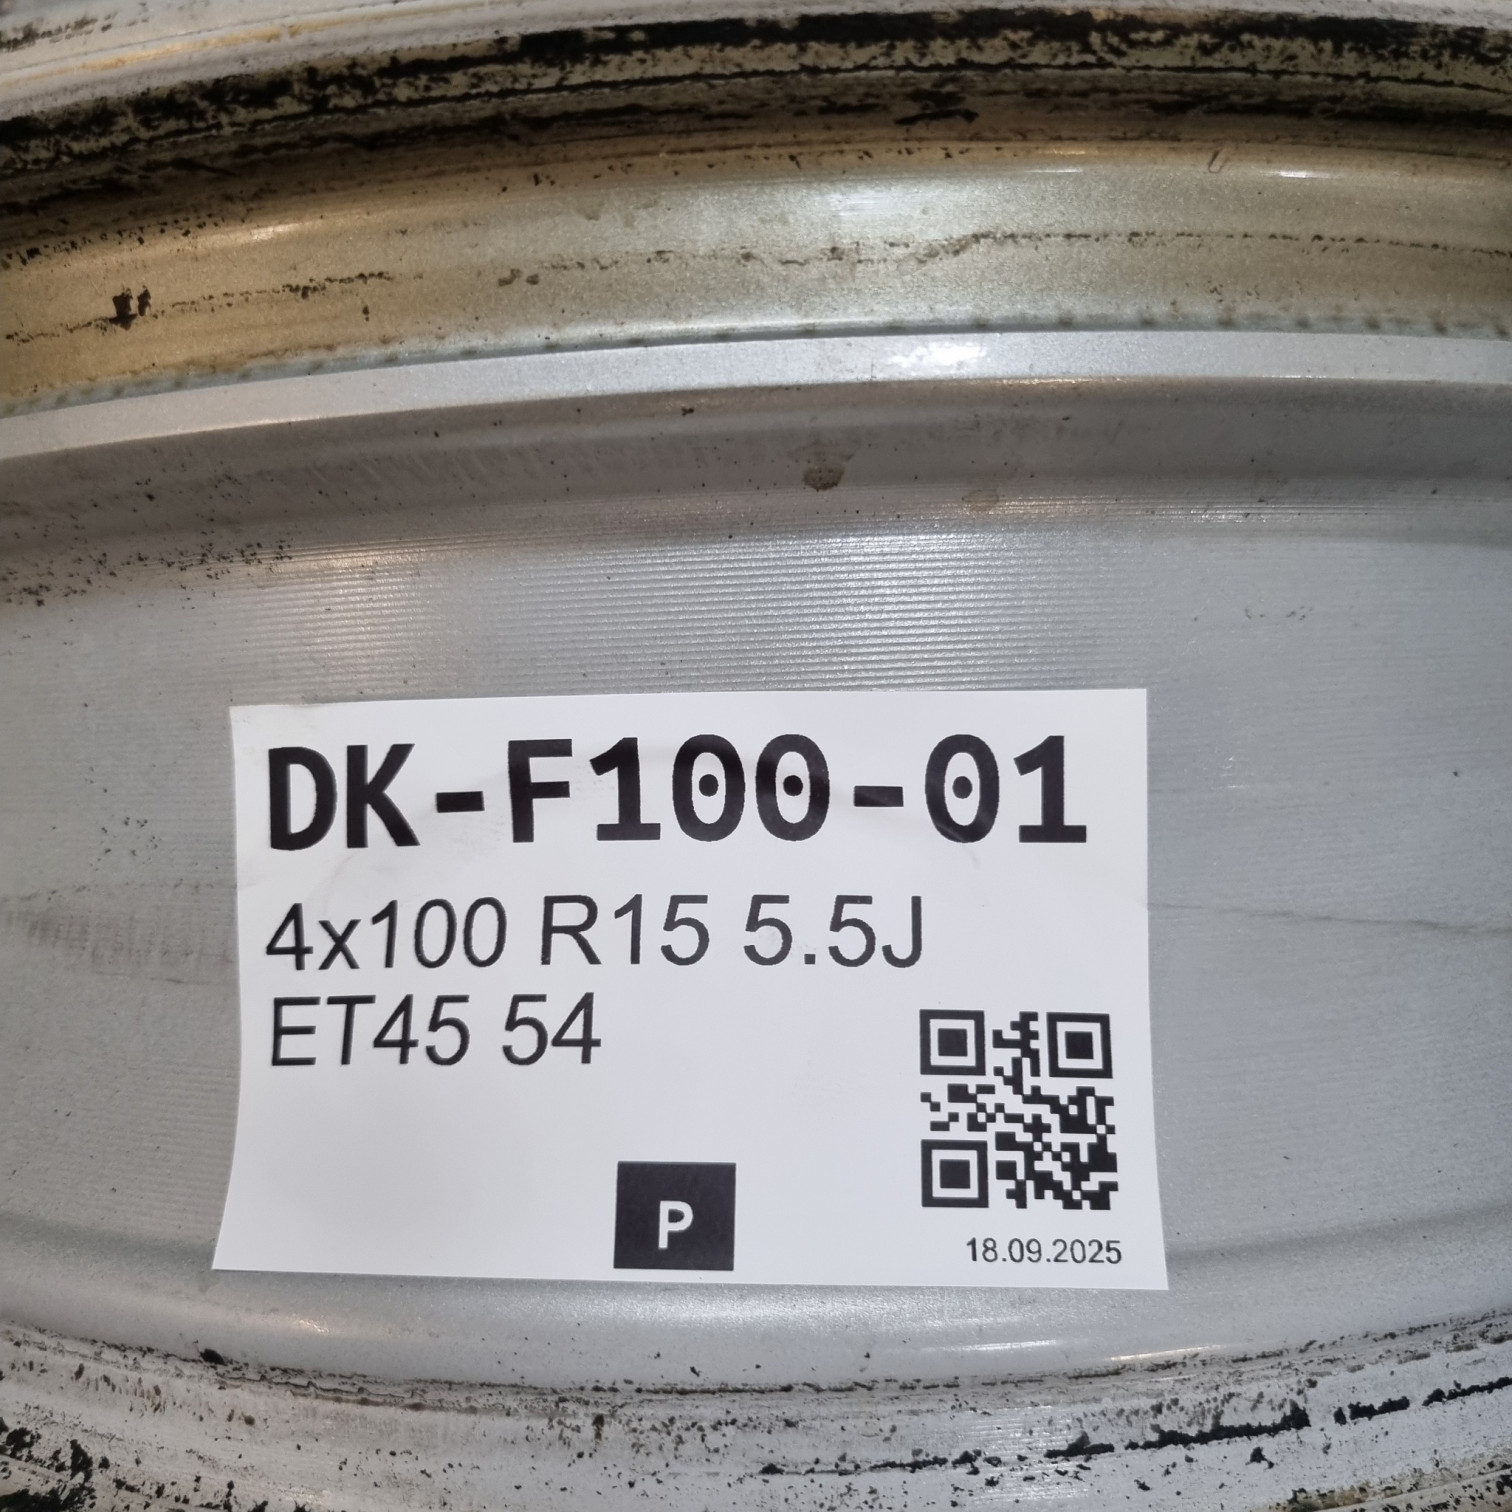 DK-F100-01
4x100 R15 5.5J
ET45 54
P
18.09.2025